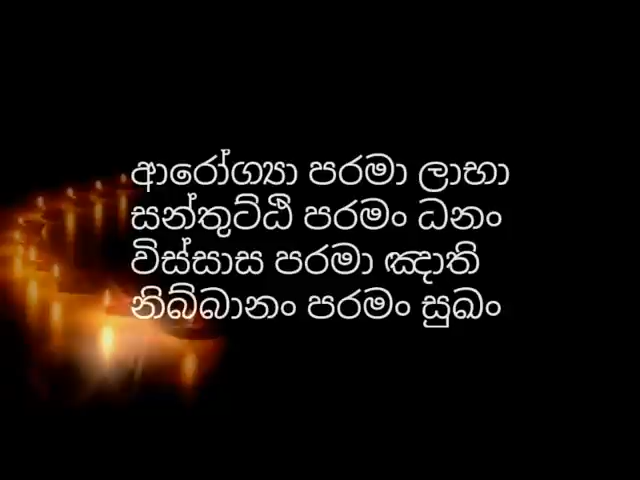 ආරෝග්‍යා පරමා ලාභා
සන්තුට්ඨි පරමං ධනං
විස්සාස පරමා ඤාති
නිබ්බානං පරමං සුඛං